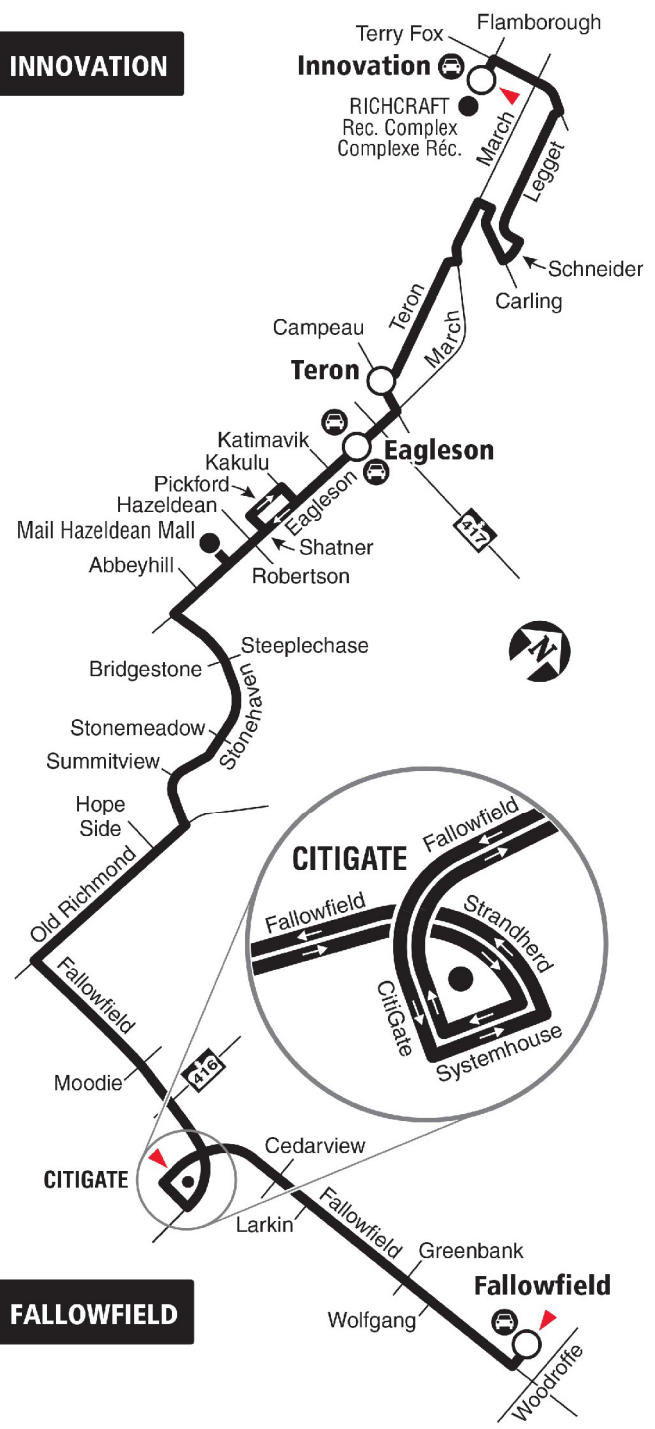 Flamborough
Terry Fox
INNOVATION
Innovation
RICHCRAFT
Rec. Complex
Complexe Réc.
March
Legget
Schneider
Carling
Teron
March
Campeau
Teron
Katimavik
Eagleson
Kakulu
Pickford
Eagleson
Hazeldean
417
Mail Hazeldean Mall
Shatner
Abbeyhill
Robertson
N
Steeplechase
Bridgestone
Stonehaven
Stonemeadow
Summitview
Hope
Side
Fallowfield
CITIGATE
Old Richmond
Fallowfield
Strandherd
Fallowfield
CitiGate
Systemhouse
416
Moodie
Cedarview
CITIGATE
Larkin
Fallowfield
Greenbank
Fallowfield
FALLOWFIELD
Wolfgang
Woodroffe